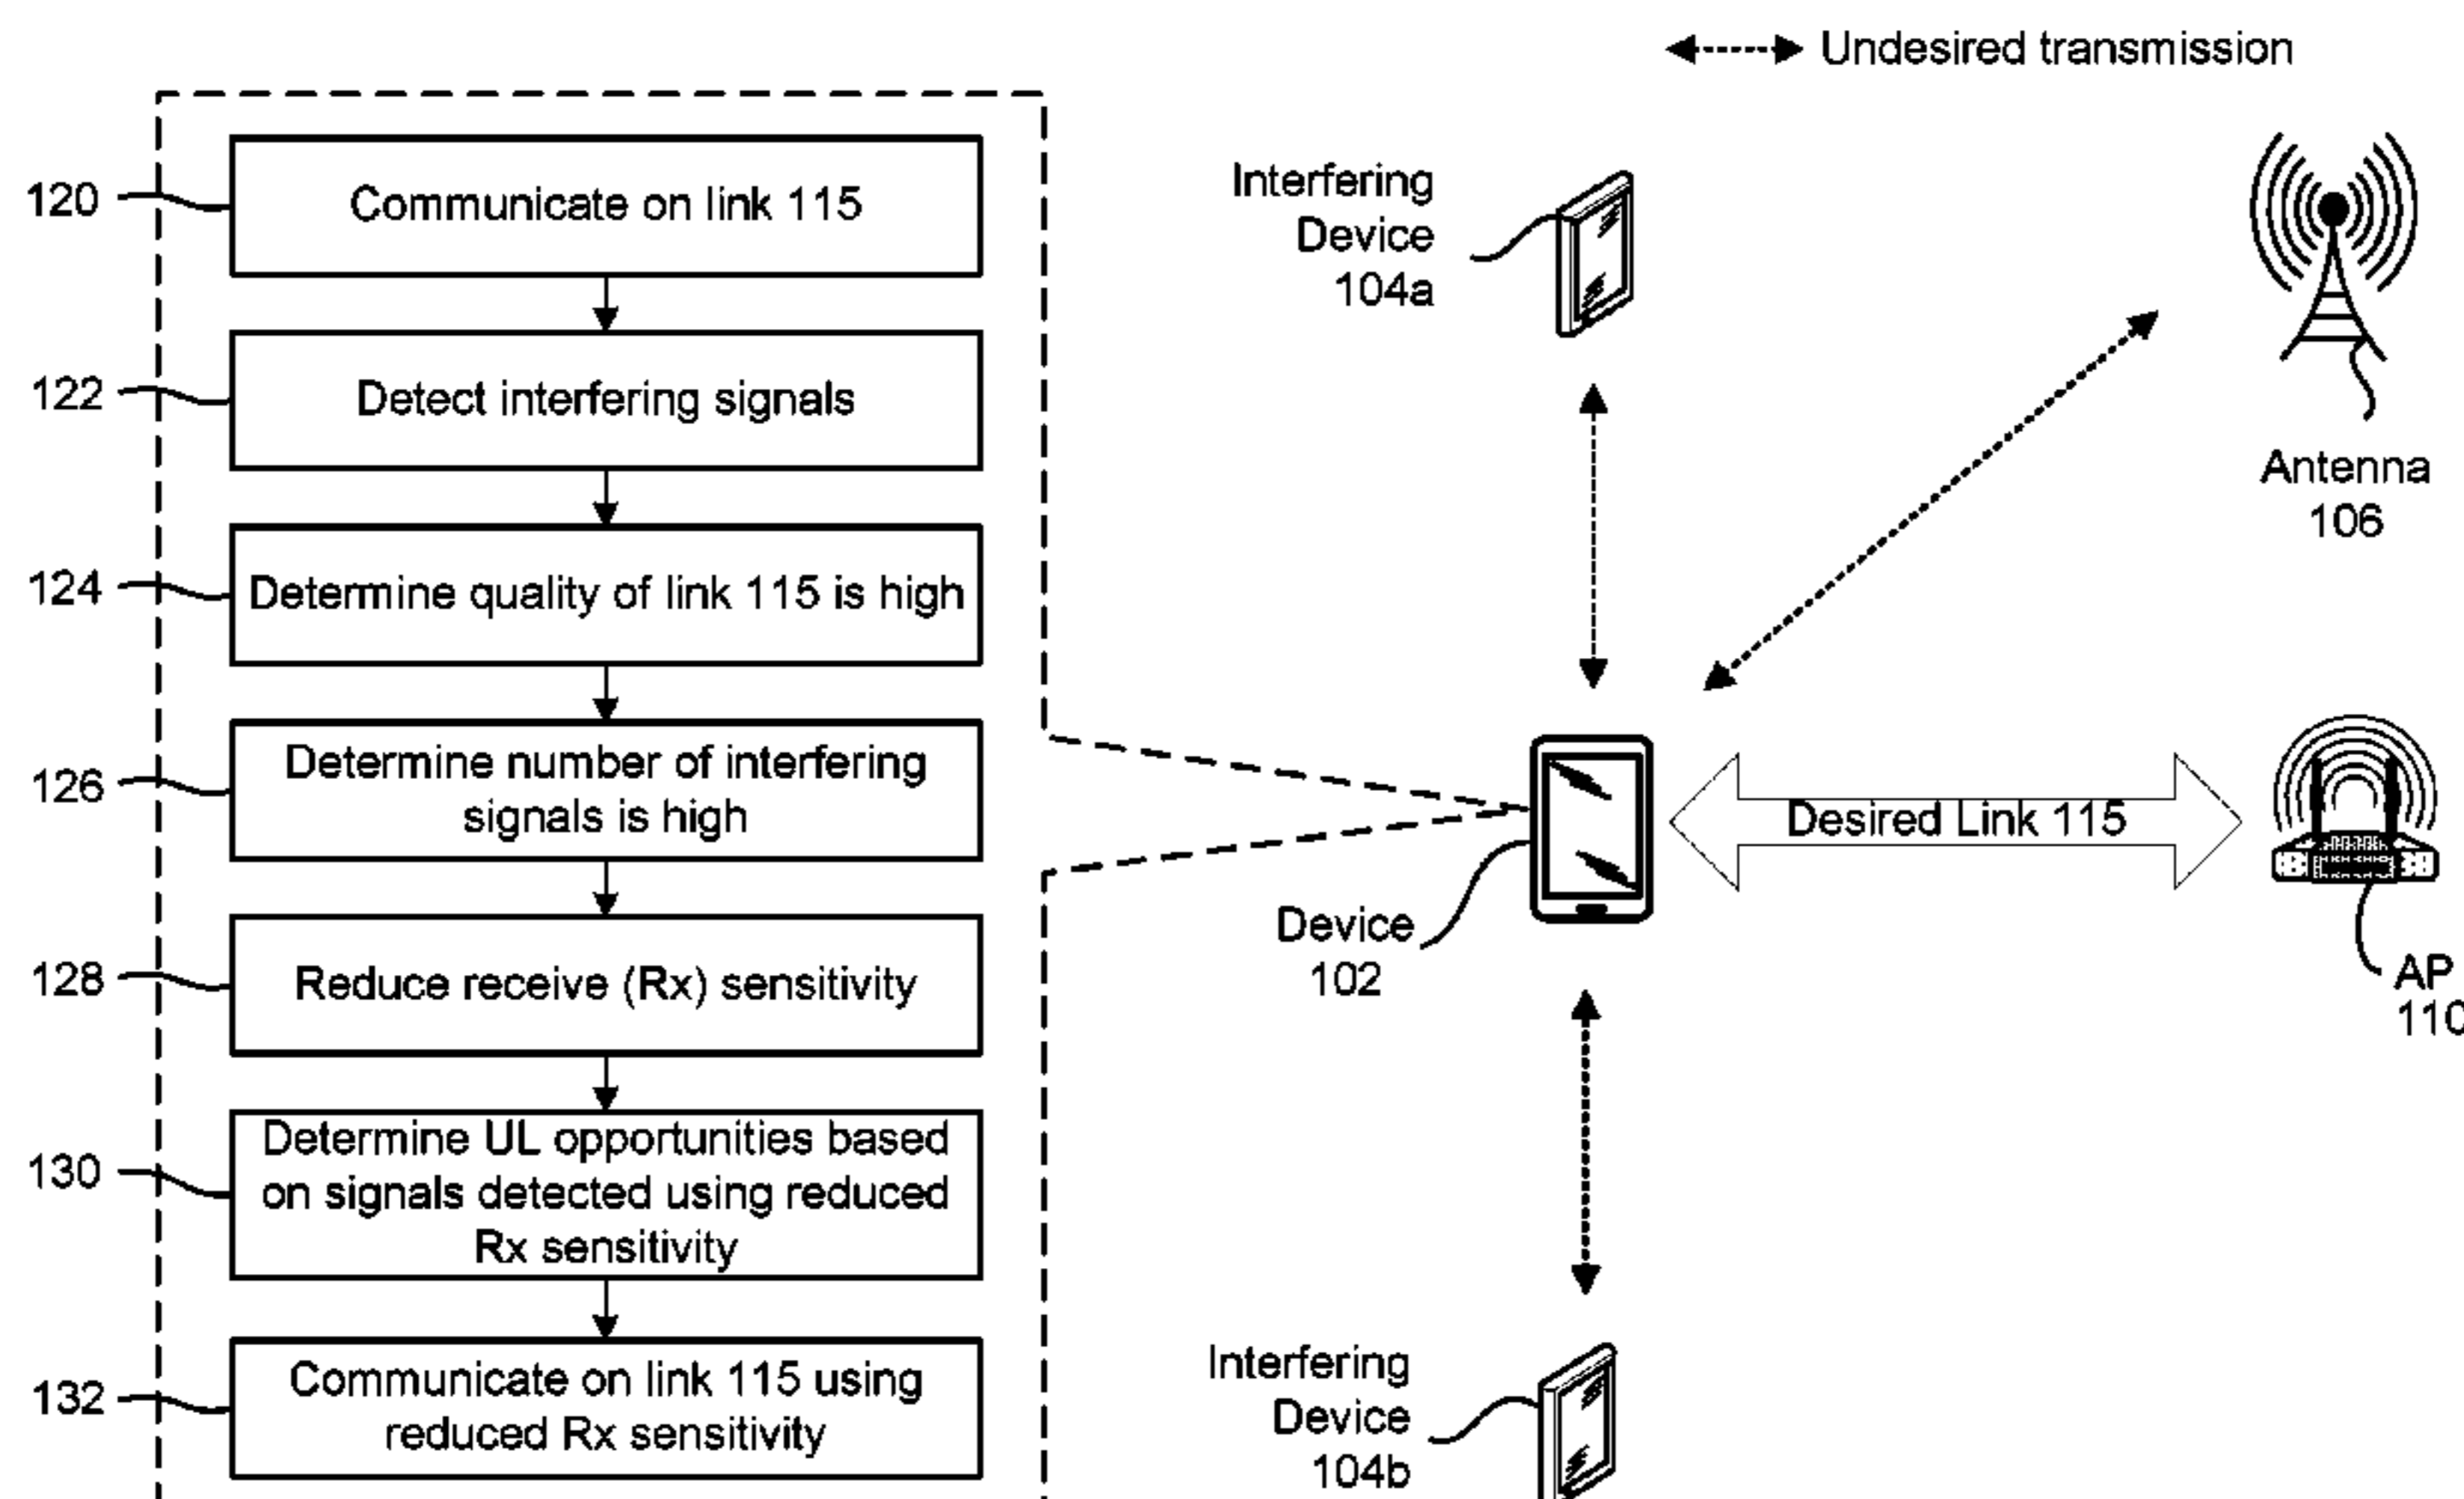 Undesired transmission
120
Communicate on link 115
122
Detect interfering signals
124
Determine quality of link 115 is high
126
Determine number of interfering
signals is high
128
Reduce receive (Rx) sensitivity
130
Determine UL opportunities based
on signals detected using reduced
Rx sensitivity
132
Communicate on link 115 using
reduced Rx sensitivity
Interfering
Device
104a
Antenna
106
Desired Link 115
Device
102
AP
110
Interfering
Device
104b